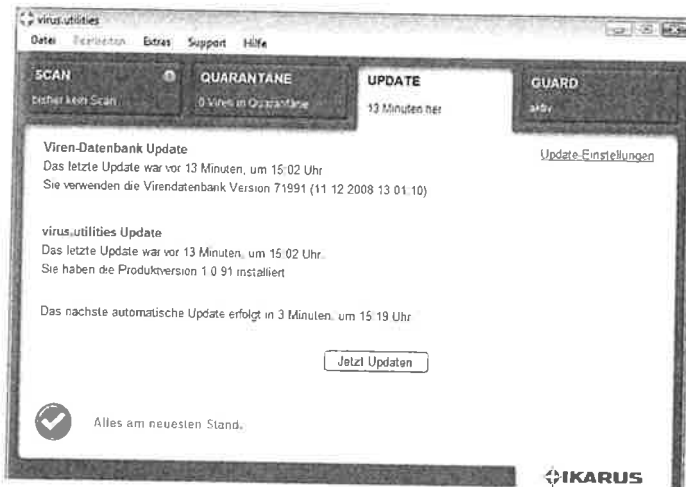 virus.utilities
Datei Bearbeiten Extras Support Hilfe
SCAN
bisher kein Scan
QUARANTÄNE
0 Viren in Quarantäne
UPDATE
13 Minuten her
GUARD
aktiv
Viren-Datenbank Update
Update-Einstellungen
Das letzte Update war vor 13 Minuten, um 15:02 Uhr
Sie verwenden die Virendatenbank Version 71991 (11 12 2008 13 01:10)
virus.utilities Update
Das letzte Update war vor 13 Minuten, um 15:02 Uhr.
Sie haben die Produktversion 1 0 91 installiert
Das nächste automatische Update erfolgt in 3 Minuten, um 15 19 Uhr
Jetzt Updaten
Alles am neuesten Stand.
IKARUS